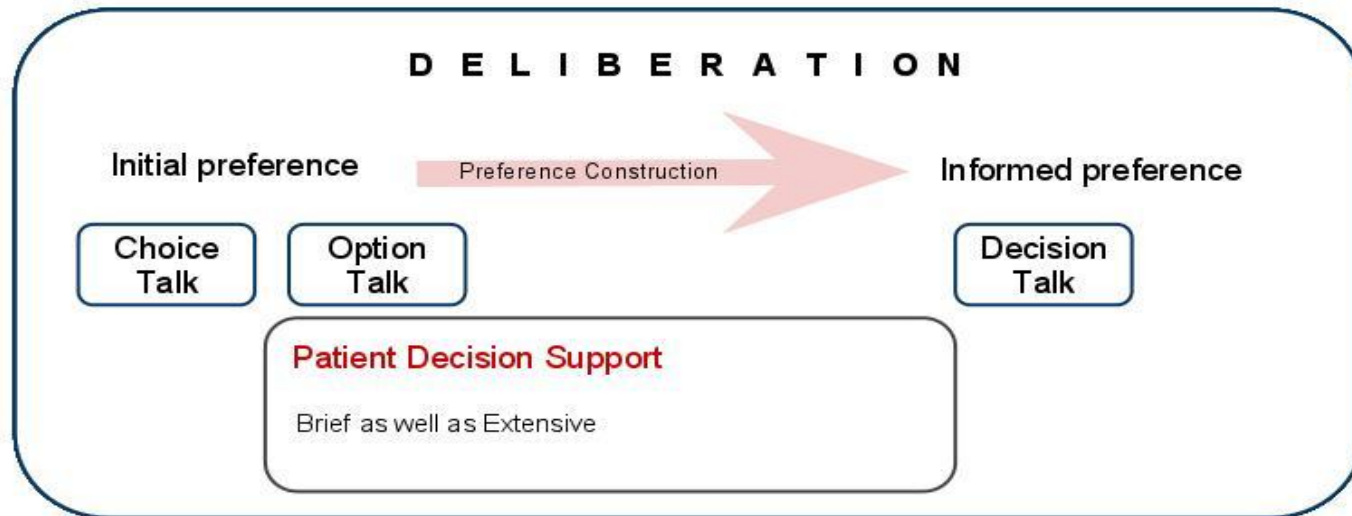 DELIBERATION
Initial preference
Preference Construction
Informed preference
Choice
Talk
Option
Talk
Decision
Talk
Patient Decision Support
Brief as well as Extensive